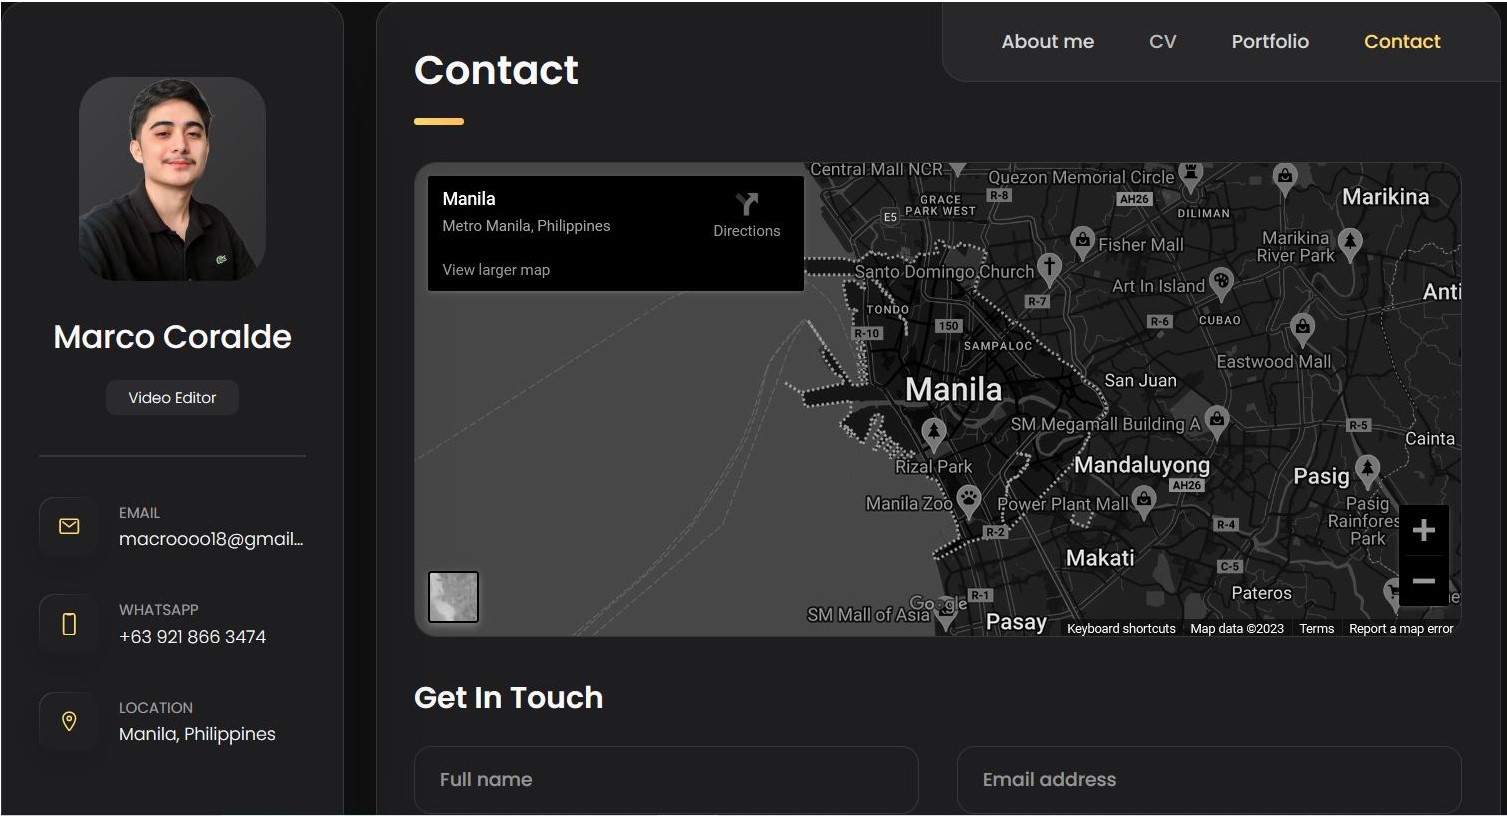 About me
CV
Portfolio
Contact
Marco Coralde
Video Editor
EMAIL
macroooo18@gmail...
WHATSAPP
+63 921 866 3474
LOCATION
Manila, Philippines
Contact
Manila
Metro Manila, Philippines
Directions
View larger map
Central Mall NCR
Quezon Memorial Circle
R-8
AH26
Marikina
GRACE
PARK WEST
E5
DILIMAN
Fisher Mall
Marikina
River Park
Santo Domingo Church
Art In Island
R-7
Anti
TONDO
R-10
150
R-6
CUBAO
SAMPALOC
Eastwood Mall
Manila
San Juan
SM Megamall Building A
R-5
Cainta
Rizal Park
Mandaluyong
AH26
Pasig
Manila Zoo
Power Plant Mall
Pasig
Rainfores
Park
R-2
R-4
Makati
C-5
Pateros
R-1
Google
SM Mall of Asia
Pasay
Keyboard shortcuts
Map data ©2023
Terms
Report a map error
Get In Touch
Full name
Email address